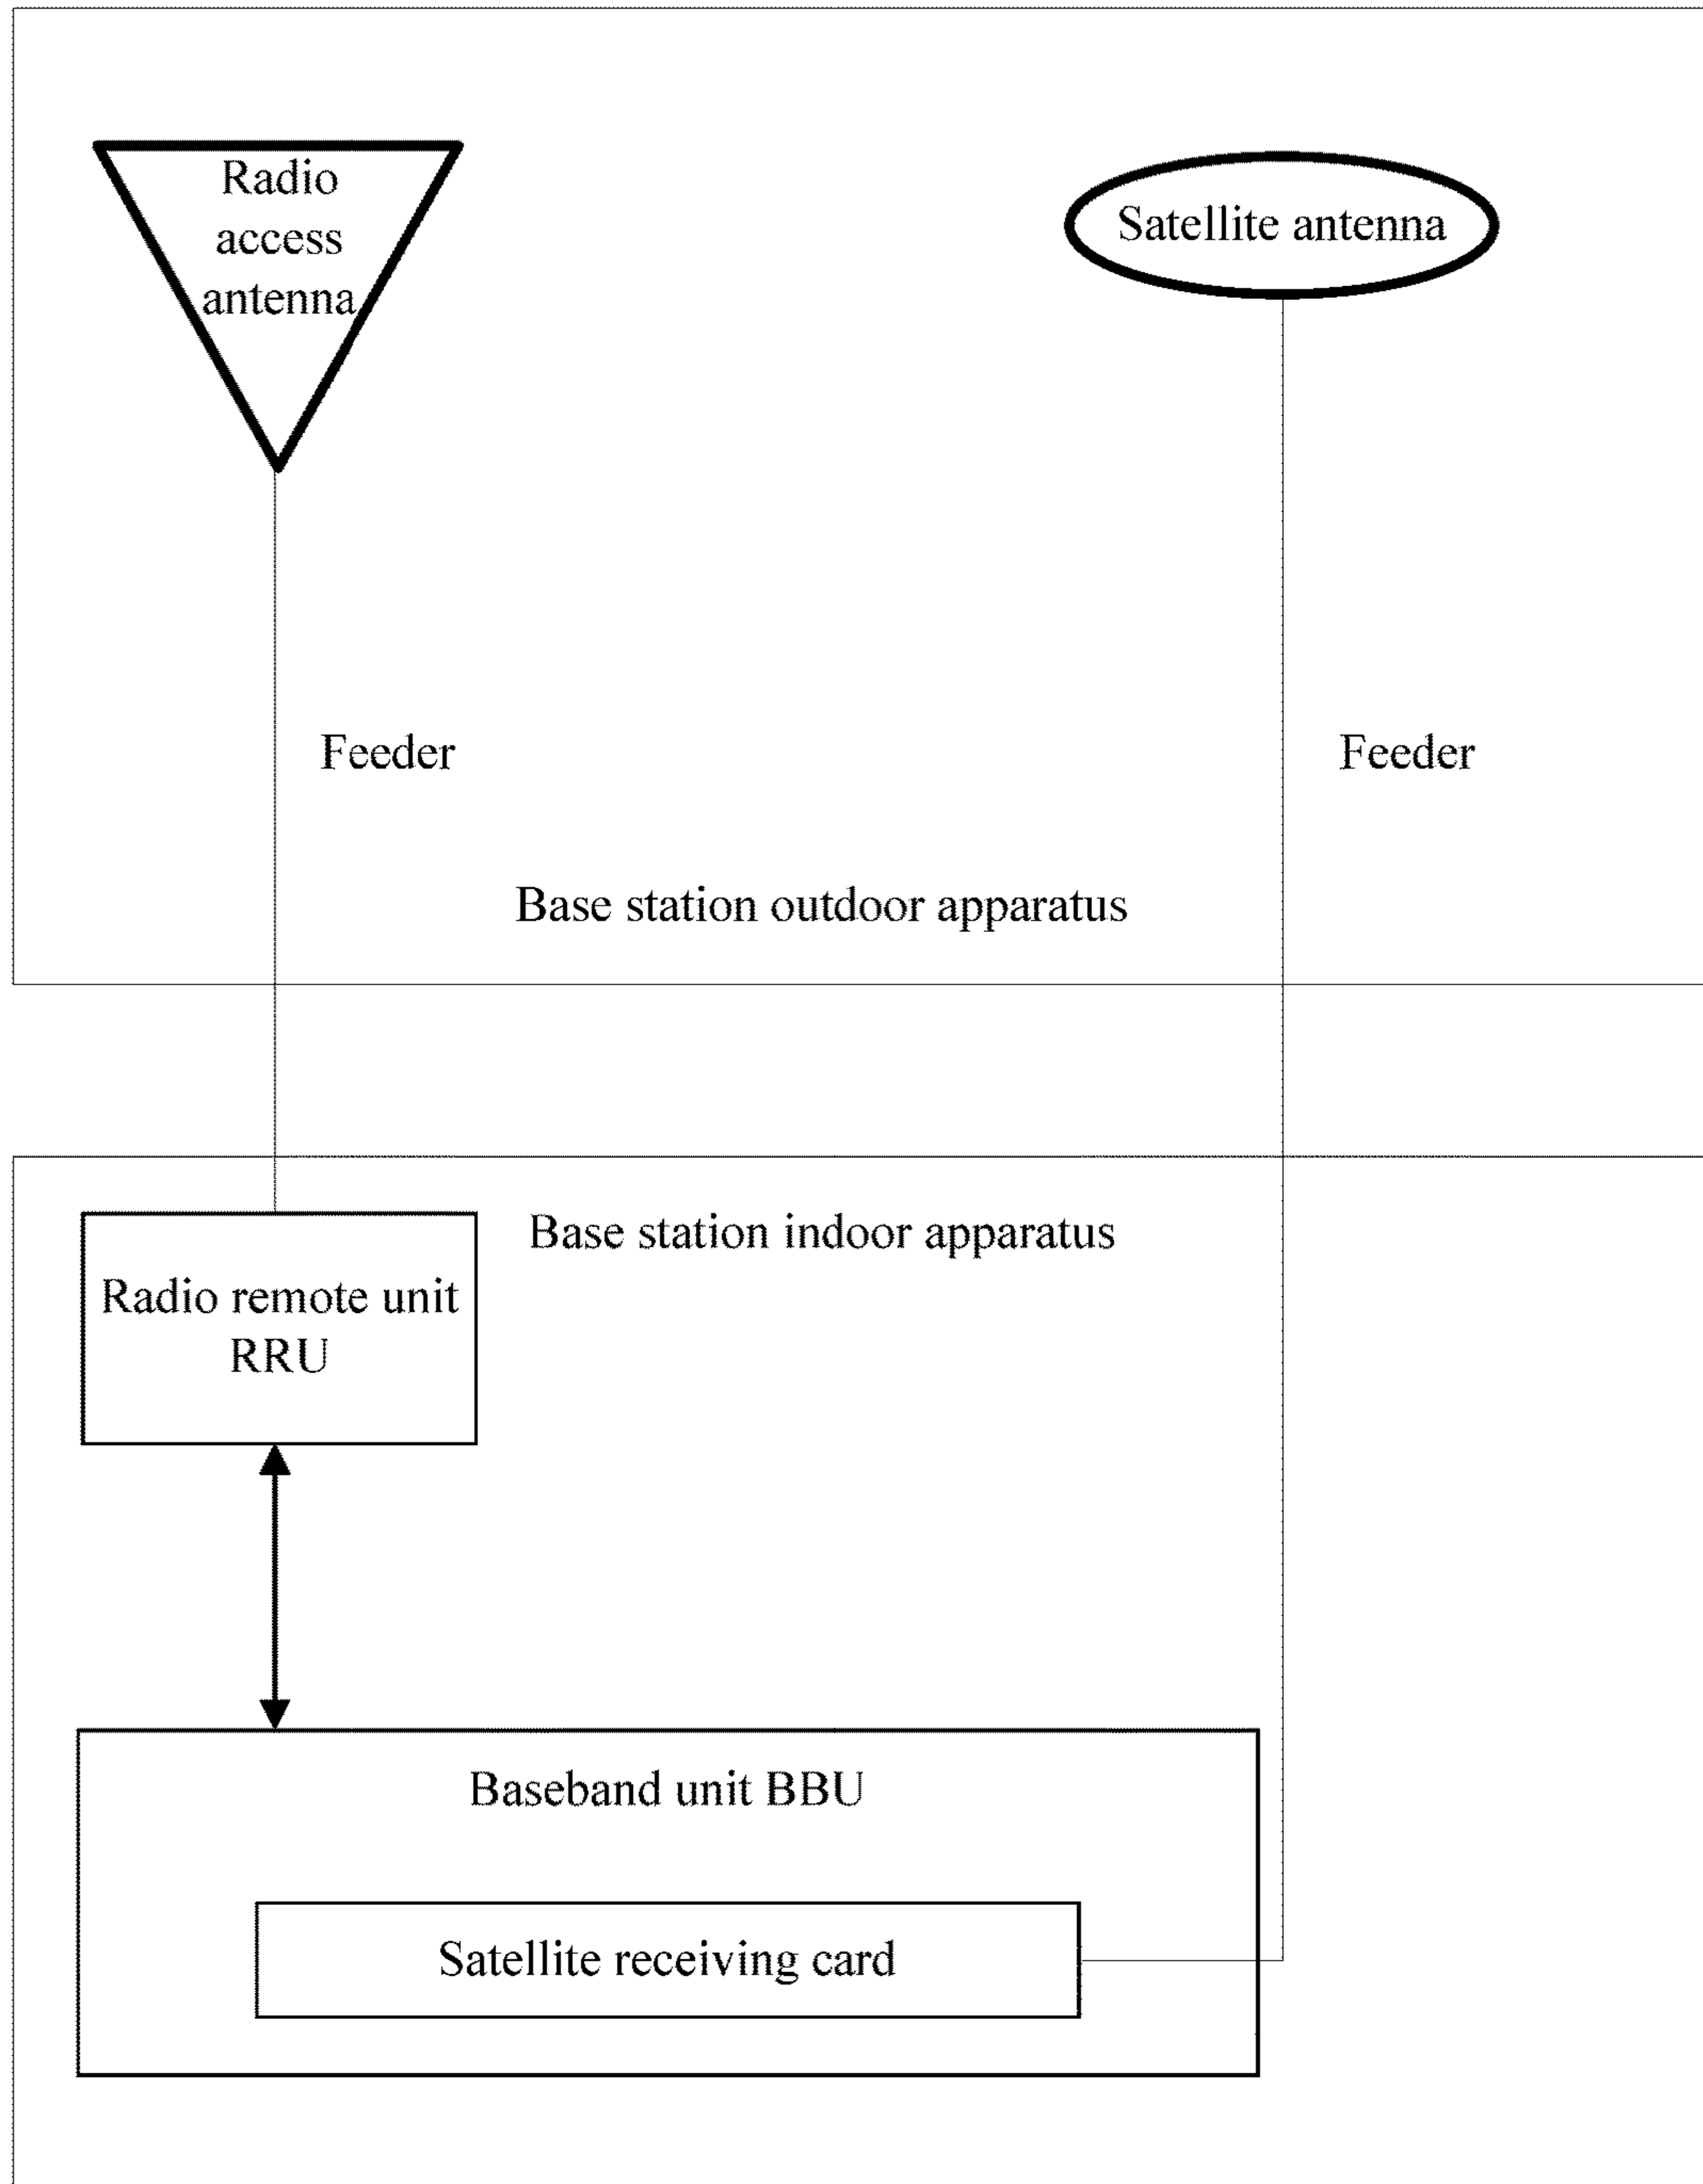 Radio
access
antenna
Satellite antenna
Feeder
Feeder
Base station outdoor apparatus
Base station indoor apparatus
Radio remote unit
RRU
Baseband unit BBU
Satellite receiving card